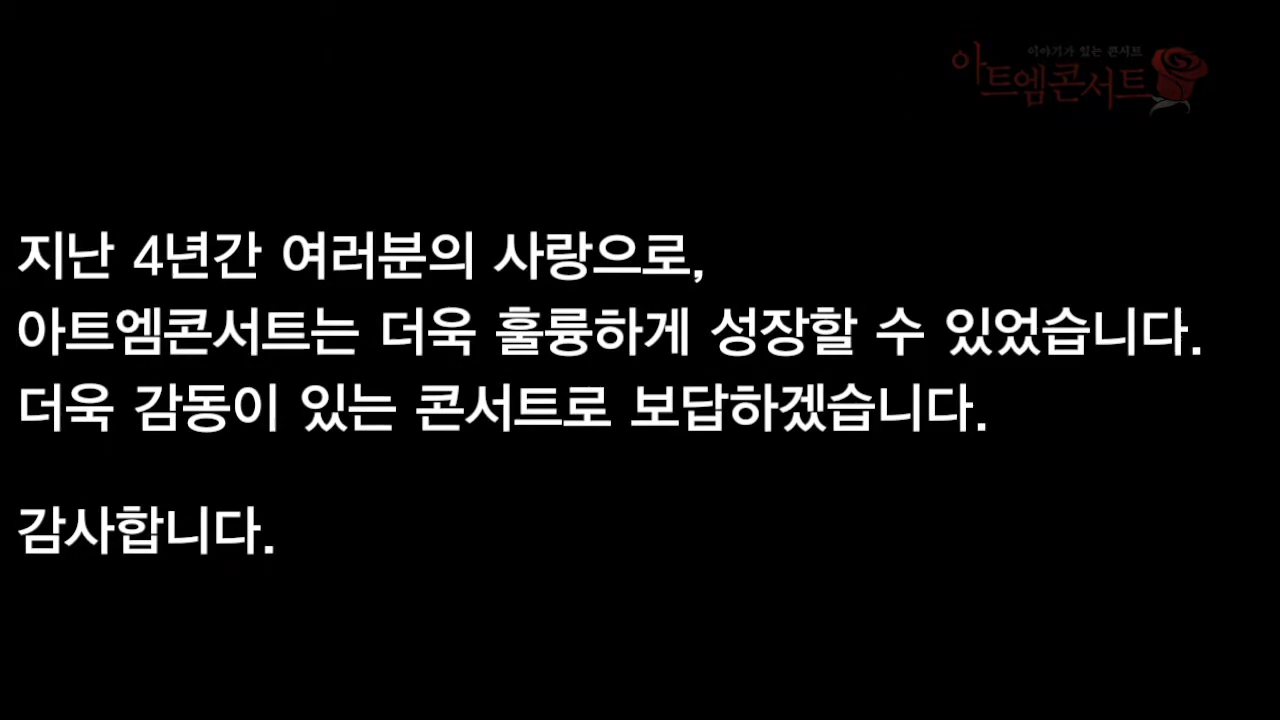 이야기가 있는 콘서트
아트엠콘서트
지난 4년간 여러분의 사랑으로,
아트엠콘서트는 더욱 훌륭하게 성장할 수 있었습니다.
더욱 감동이 있는 콘서트로 보답하겠습니다.
감사합니다.